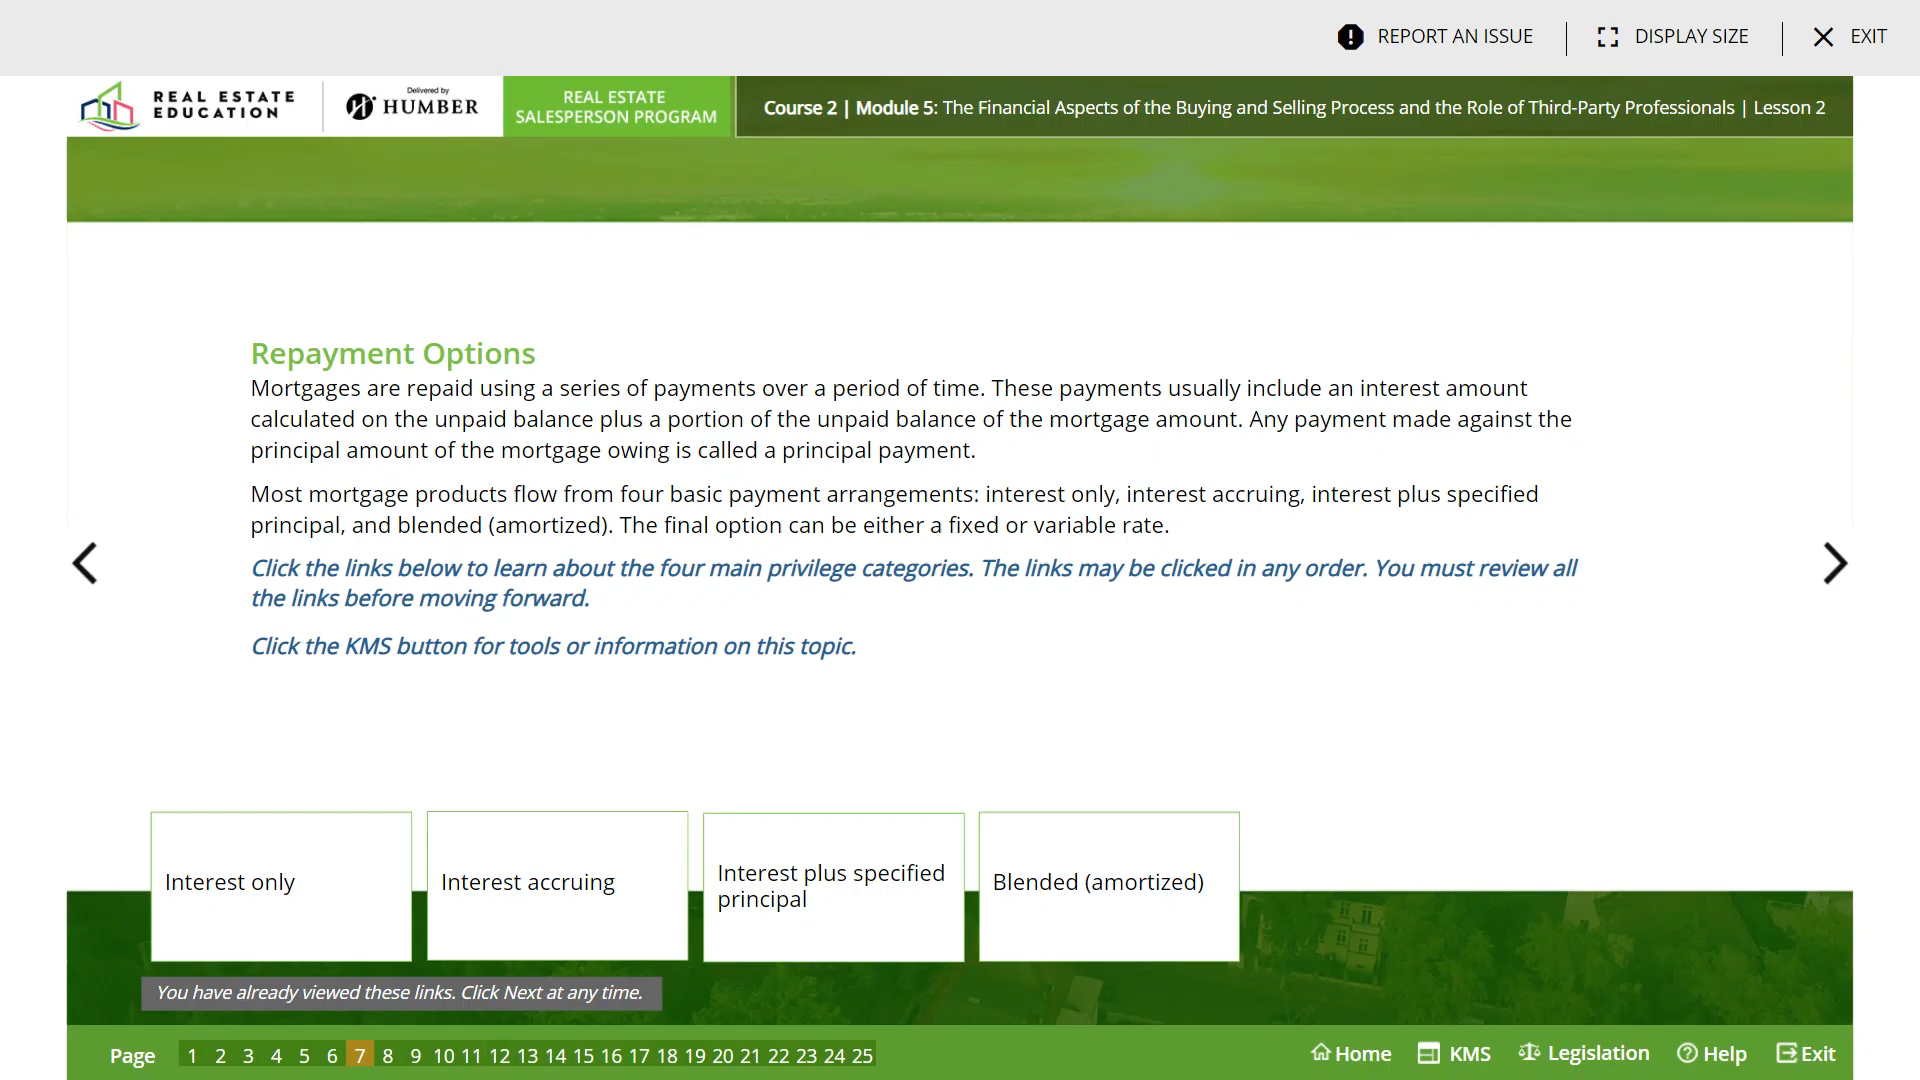 REPORT AN ISSUE
DISPLAY SIZE
EXIT
REAL ESTATE
EDUCATION
Delivered by
HUMBER
REAL ESTATE
SALESPERSON PROGRAM
Course 2 | Module 5: The Financial Aspects of the Buying and Selling Process and the Role of Third-Party Professionals | Lesson 2
Repayment Options
Mortgages are repaid using a series of payments over a period of time. These payments usually include an interest amount
calculated on the unpaid balance plus a portion of the unpaid balance of the mortgage amount. Any payment made against the
principal amount of the mortgage owing is called a principal payment.
Most mortgage products flow from four basic payment arrangements: interest only, interest accruing, interest plus specified
principal, and blended (amortized). The final option can be either a fixed or variable rate.
Click the links below to learn about the four main privilege categories. The links may be clicked in any order. You must review all
the links before moving forward.
Click the KMS button for tools or information on this topic.
Interest only
Interest accruing
Interest plus specified
principal
Blended (amortized)
You have already viewed these links. Click Next at any time.
Page 1 2 3 4 5 6 7 8 9 10 11 12 13 14 15 16 17 18 19 20 21 22 23 24 25
Home
KMS
Legislation
Help
Exit